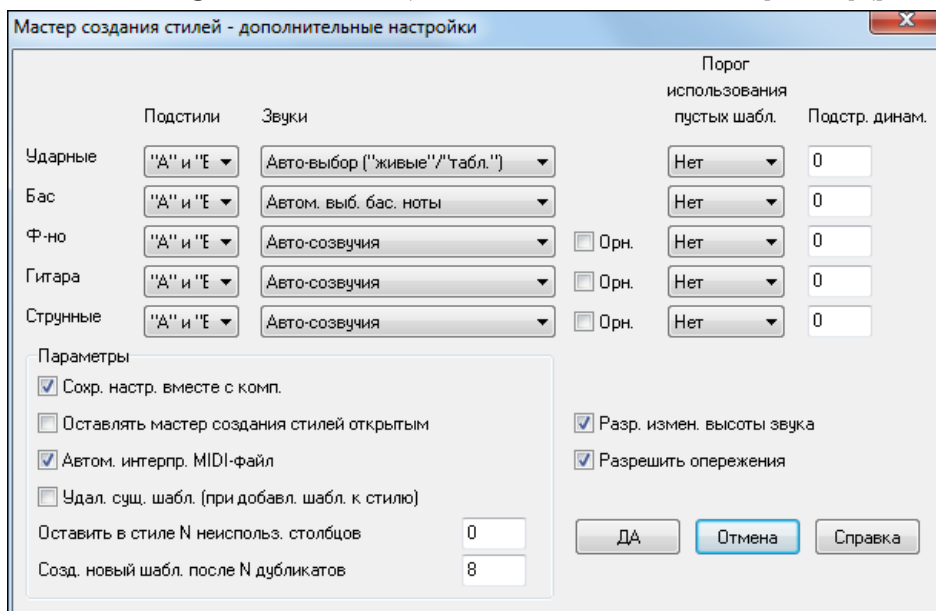 Мастер создания стилей - дополнительные настройки
Порог
использования
Подстили Звуки пустых шабл. Подстр. динам.
Ударные "A" и "E Авто-выбор ("живые"/"табл.") Нет 0
Бас "A" и "E Автом. выб. бас. ноты Нет 0
Ф-но "A" и "E Авто-созвучия Орн. Нет 0
Гитара "A" и "E Авто-созвучия Орн. Нет 0
Струнные "A" и "E Авто-созвучия Орн. Нет 0
Параметры
Сохр. настр. вместе с комп.
Оставлять мастер создания стилей открытым Разр. измен. высоты звука
Автом. интерпр. MIDI-файл Разрешить опережения
Удал. сущ. шабл. (при добавл. шабл. к стилю)
Оставить в стиле N неиспольз. столбцов 0 ДА Отмена Справка
Созд. новый шабл. после N дубликатов 8